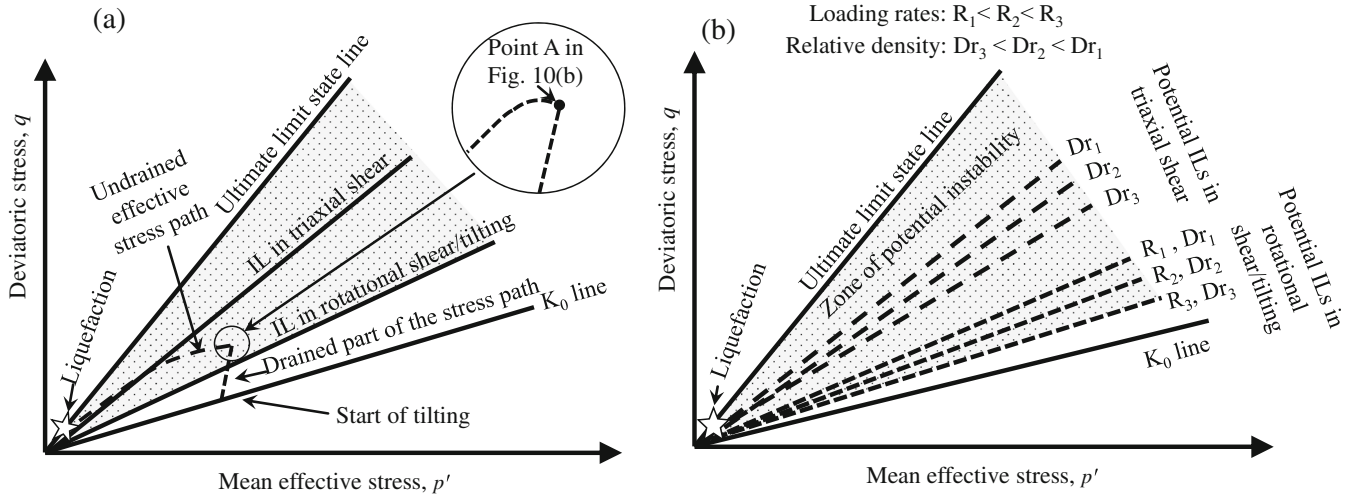 (a)
Point A in
Fig. 10(b)
Ultimate limit state line
Undrained
effective
stress path
IL in triaxial shear
IL in rotational shear/tilting
Drained part of the stress path
K₀ line
Liquefaction
Start of tilting
Deviatoric stress, q
Mean effective stress, p′
(b)
Loading rates: R₁< R₂< R₃
Relative density: Dr₃ < Dr₂ < Dr₁
Ultimate limit state line
Zone of potential instability
Dr₁
Dr₂
Dr₃
Potential ILs in
triaxial shear
R₁ , Dr₁
R₂, Dr₂
R₃, Dr₃
Potential ILs in
rotational
shear/tilting
K₀ line
Liquefaction
Deviatoric stress, q
Mean effective stress, p′